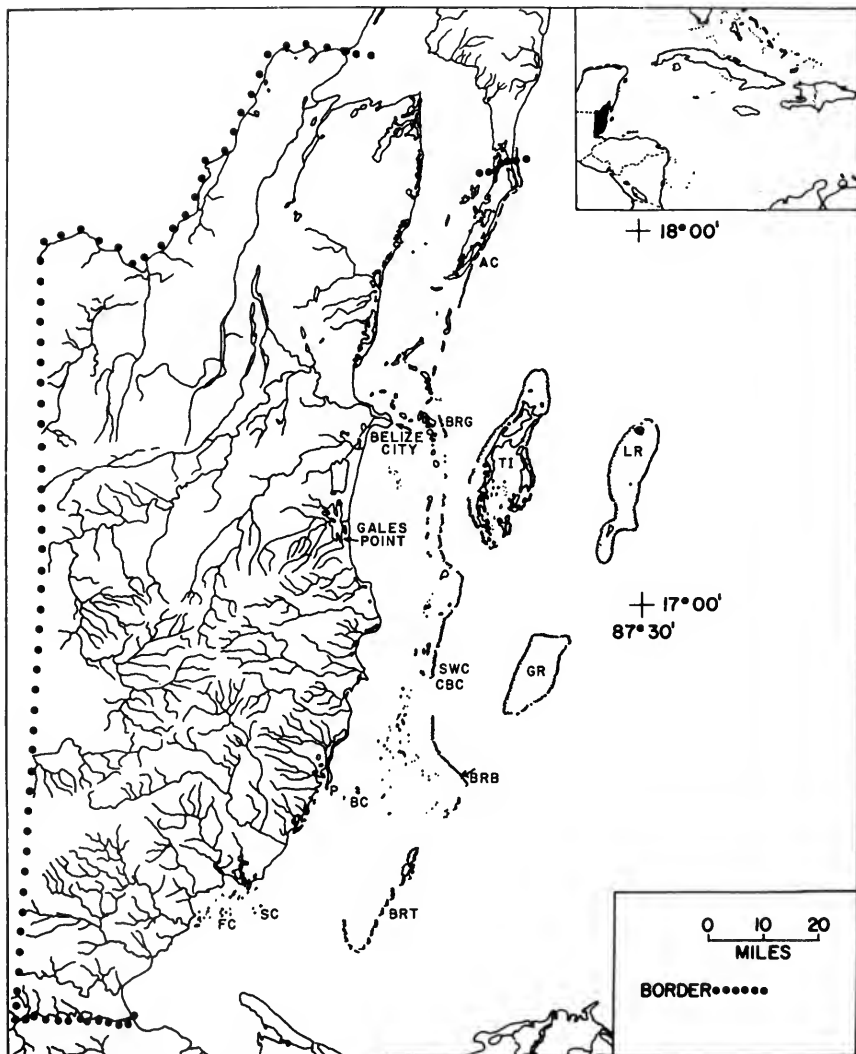 18°00'
AC
BRG
BELIZE
CITY
TI
LR
GALES
POINT
17°00'
87°30'
SWC
CBC
GR
BRB
P
BC
FC
SC
BRT
0 10 20
MILES
BORDER